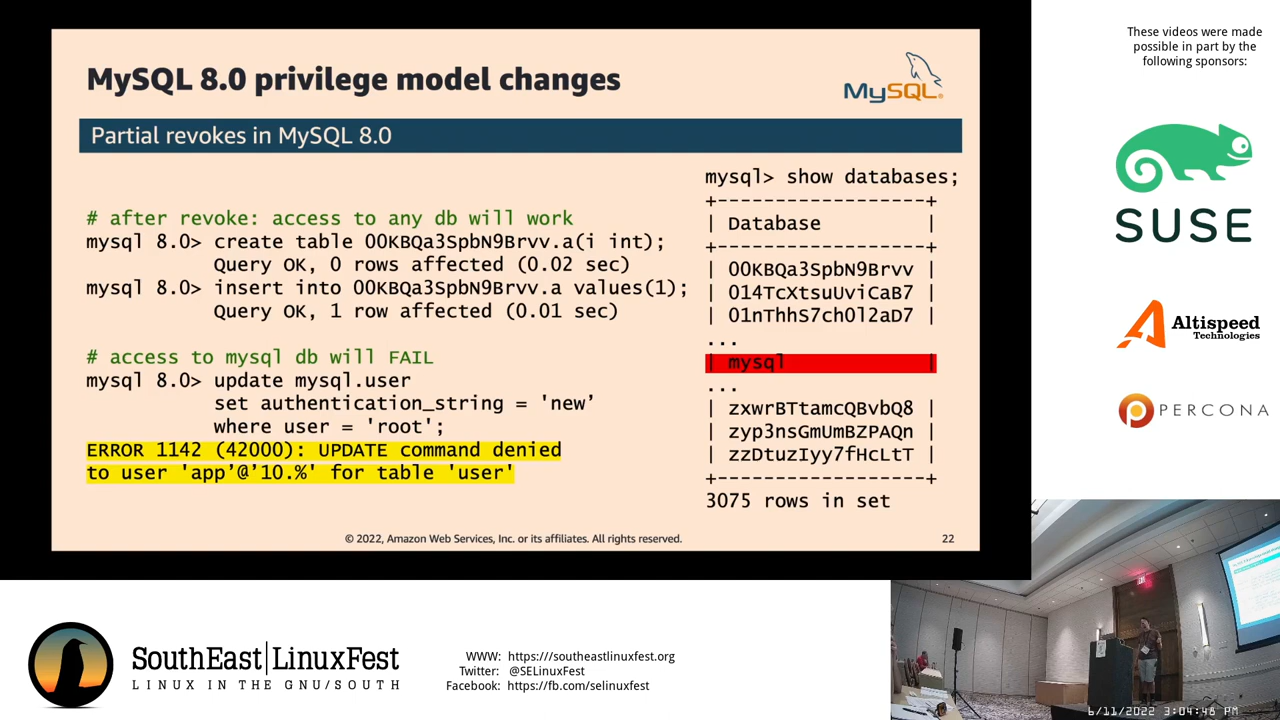 MySQL 8.0 privilege model changes
MySQL®
Partial revokes in MySQL 8.0
# after revoke: access to any db will work
mysql 8.0> create table 00KBQa3SpbN9Brvv.a(i int);
Query OK, 0 rows affected (0.02 sec)
mysql 8.0> insert into 00KBQa3SpbN9Brvv.a values(1);
Query OK, 1 row affected (0.01 sec)
# access to mysql db will FAIL
mysql 8.0> update mysql.user
set authentication_string = 'new’
where user = 'root';
ERROR 1142 (42000): UPDATE command denied
to user 'app’@’10.%' for table 'user'
mysql> show databases;
+-----------------+
| Database |
+-----------------+
| 00KBQa3SpbN9Brvv |
| 014TcXtsuUviCaB7 |
| 01nThhS7ch0l2aD7 |
...
| mysql |
...
| zxwrBTtamcQBvbQ8 |
| zyp3nsGmUmBZPAQn |
| zzDtuzIyy7fHcLtT |
+-----------------+
3075 rows in set
© 2022, Amazon Web Services, Inc. or its affiliates. All rights reserved.
22
These videos were made
possible in part by the
following sponsors:
SUSE
Altispeed
Technologies
PERCONA
SouthEast|LinuxFest
LINUX IN THE GNU/SOUTH
WWW: https:///southeastlinuxfest.org
Twitter: @SELinuxFest
Facebook: https://fb.com/selinuxfest
6/11/2022 3:04:48 PM